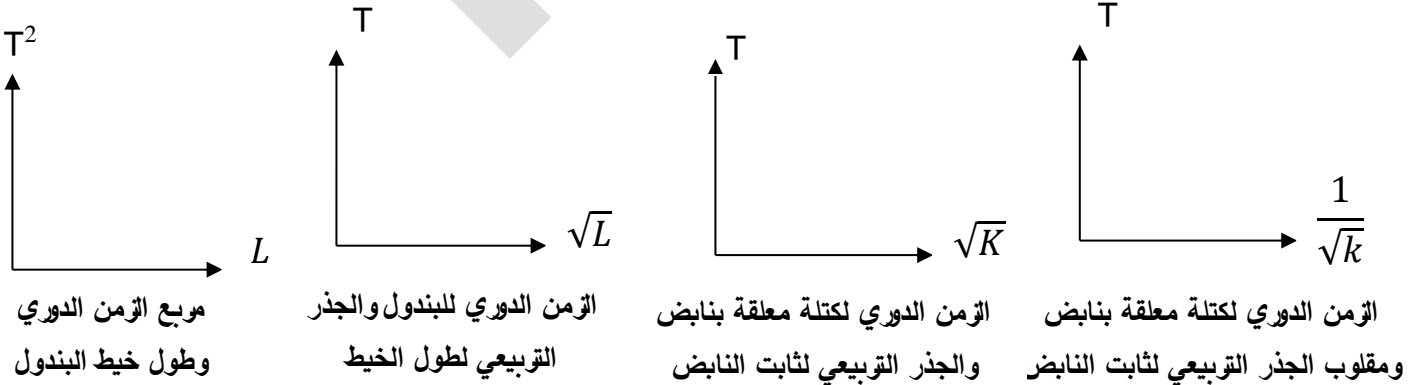 T
1/√k
الزمن الدوري لكتلة معلقة بنابض
ومقلوب الجذر التربيعي لثابت النابض
T
√K
الزمن الدوري لكتلة معلقة بنابض
والجذر التربيعي لثابت النابض
T
√L
الزمن الدوري للبندول والجذر
التربيعي لطول الخيط
T²
L
مربع الزمن الدوري
وطول خيط البندول